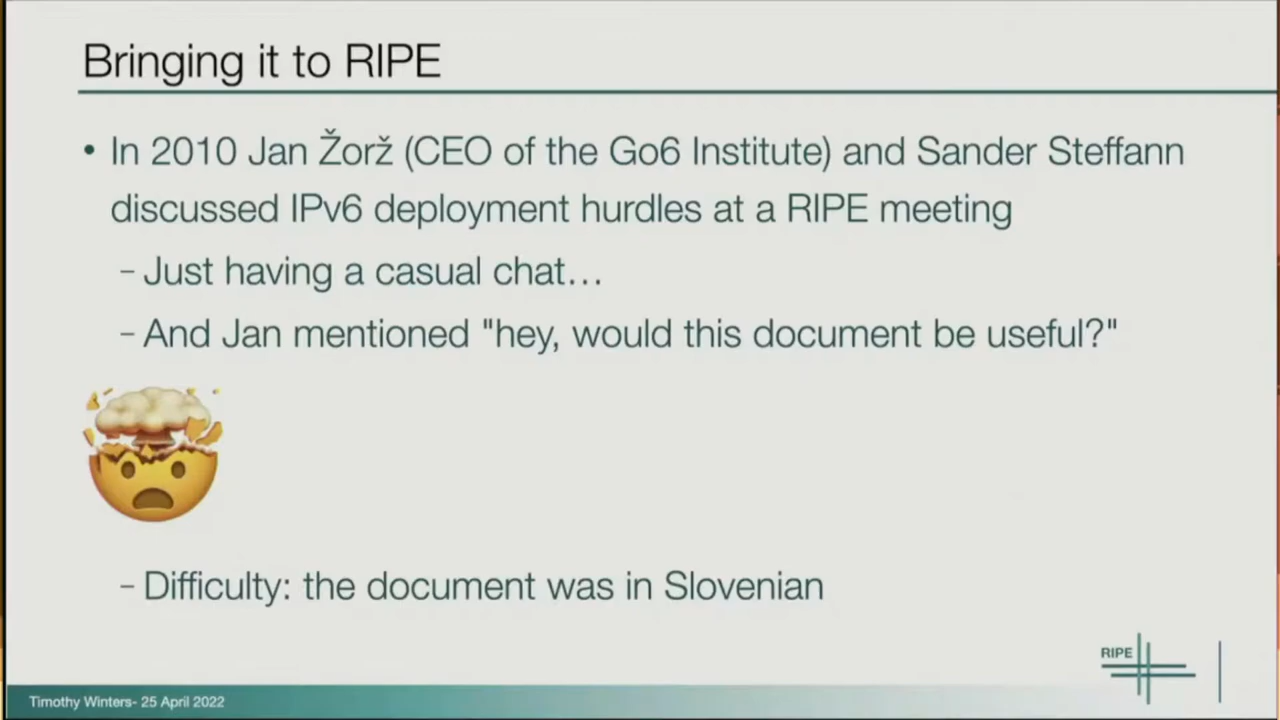 Bringing it to RIPE
• In 2010 Jan Žorž (CEO of the Go6 Institute) and Sander Steffann
discussed IPv6 deployment hurdles at a RIPE meeting
– Just having a casual chat…
– And Jan mentioned "hey, would this document be useful?"
– Difficulty: the document was in Slovenian
RIPE
Timothy Winters- 25 April 2022